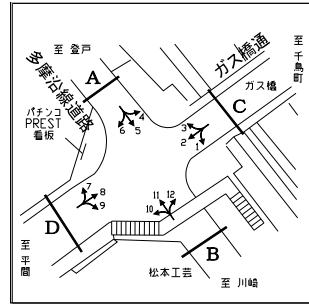 至 登戸
多摩沿線道路
A
ガス橋通
至 千鳥町
ガス橋
パチンコ
PREST
看板
C
4
6
5
3
2
1
7
8
9
11
12
10
D
B
至 平間
松本工芸
至 川崎